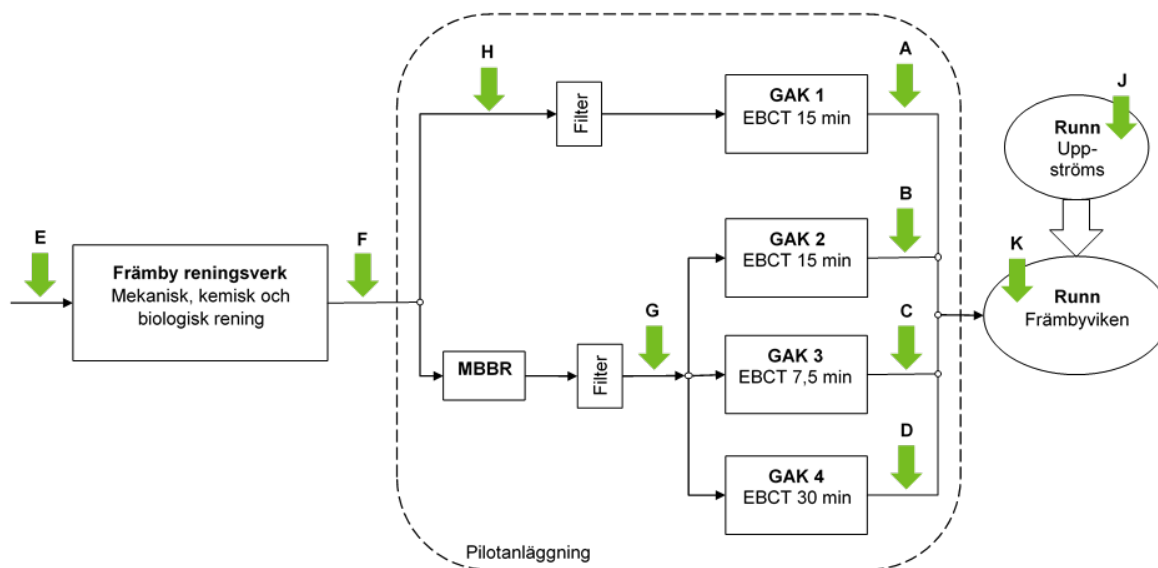 H
A
Filter
GAK 1
EBCT 15 min
J
Runn
Upp-
ströms
E
Främby reningsverk
Mekanisk, kemisk och
biologisk rening
F
B
GAK 2
EBCT 15 min
K
Runn
Främbyviken
MBBR
Filter
G
C
GAK 3
EBCT 7,5 min
D
GAK 4
EBCT 30 min
Pilotanläggning